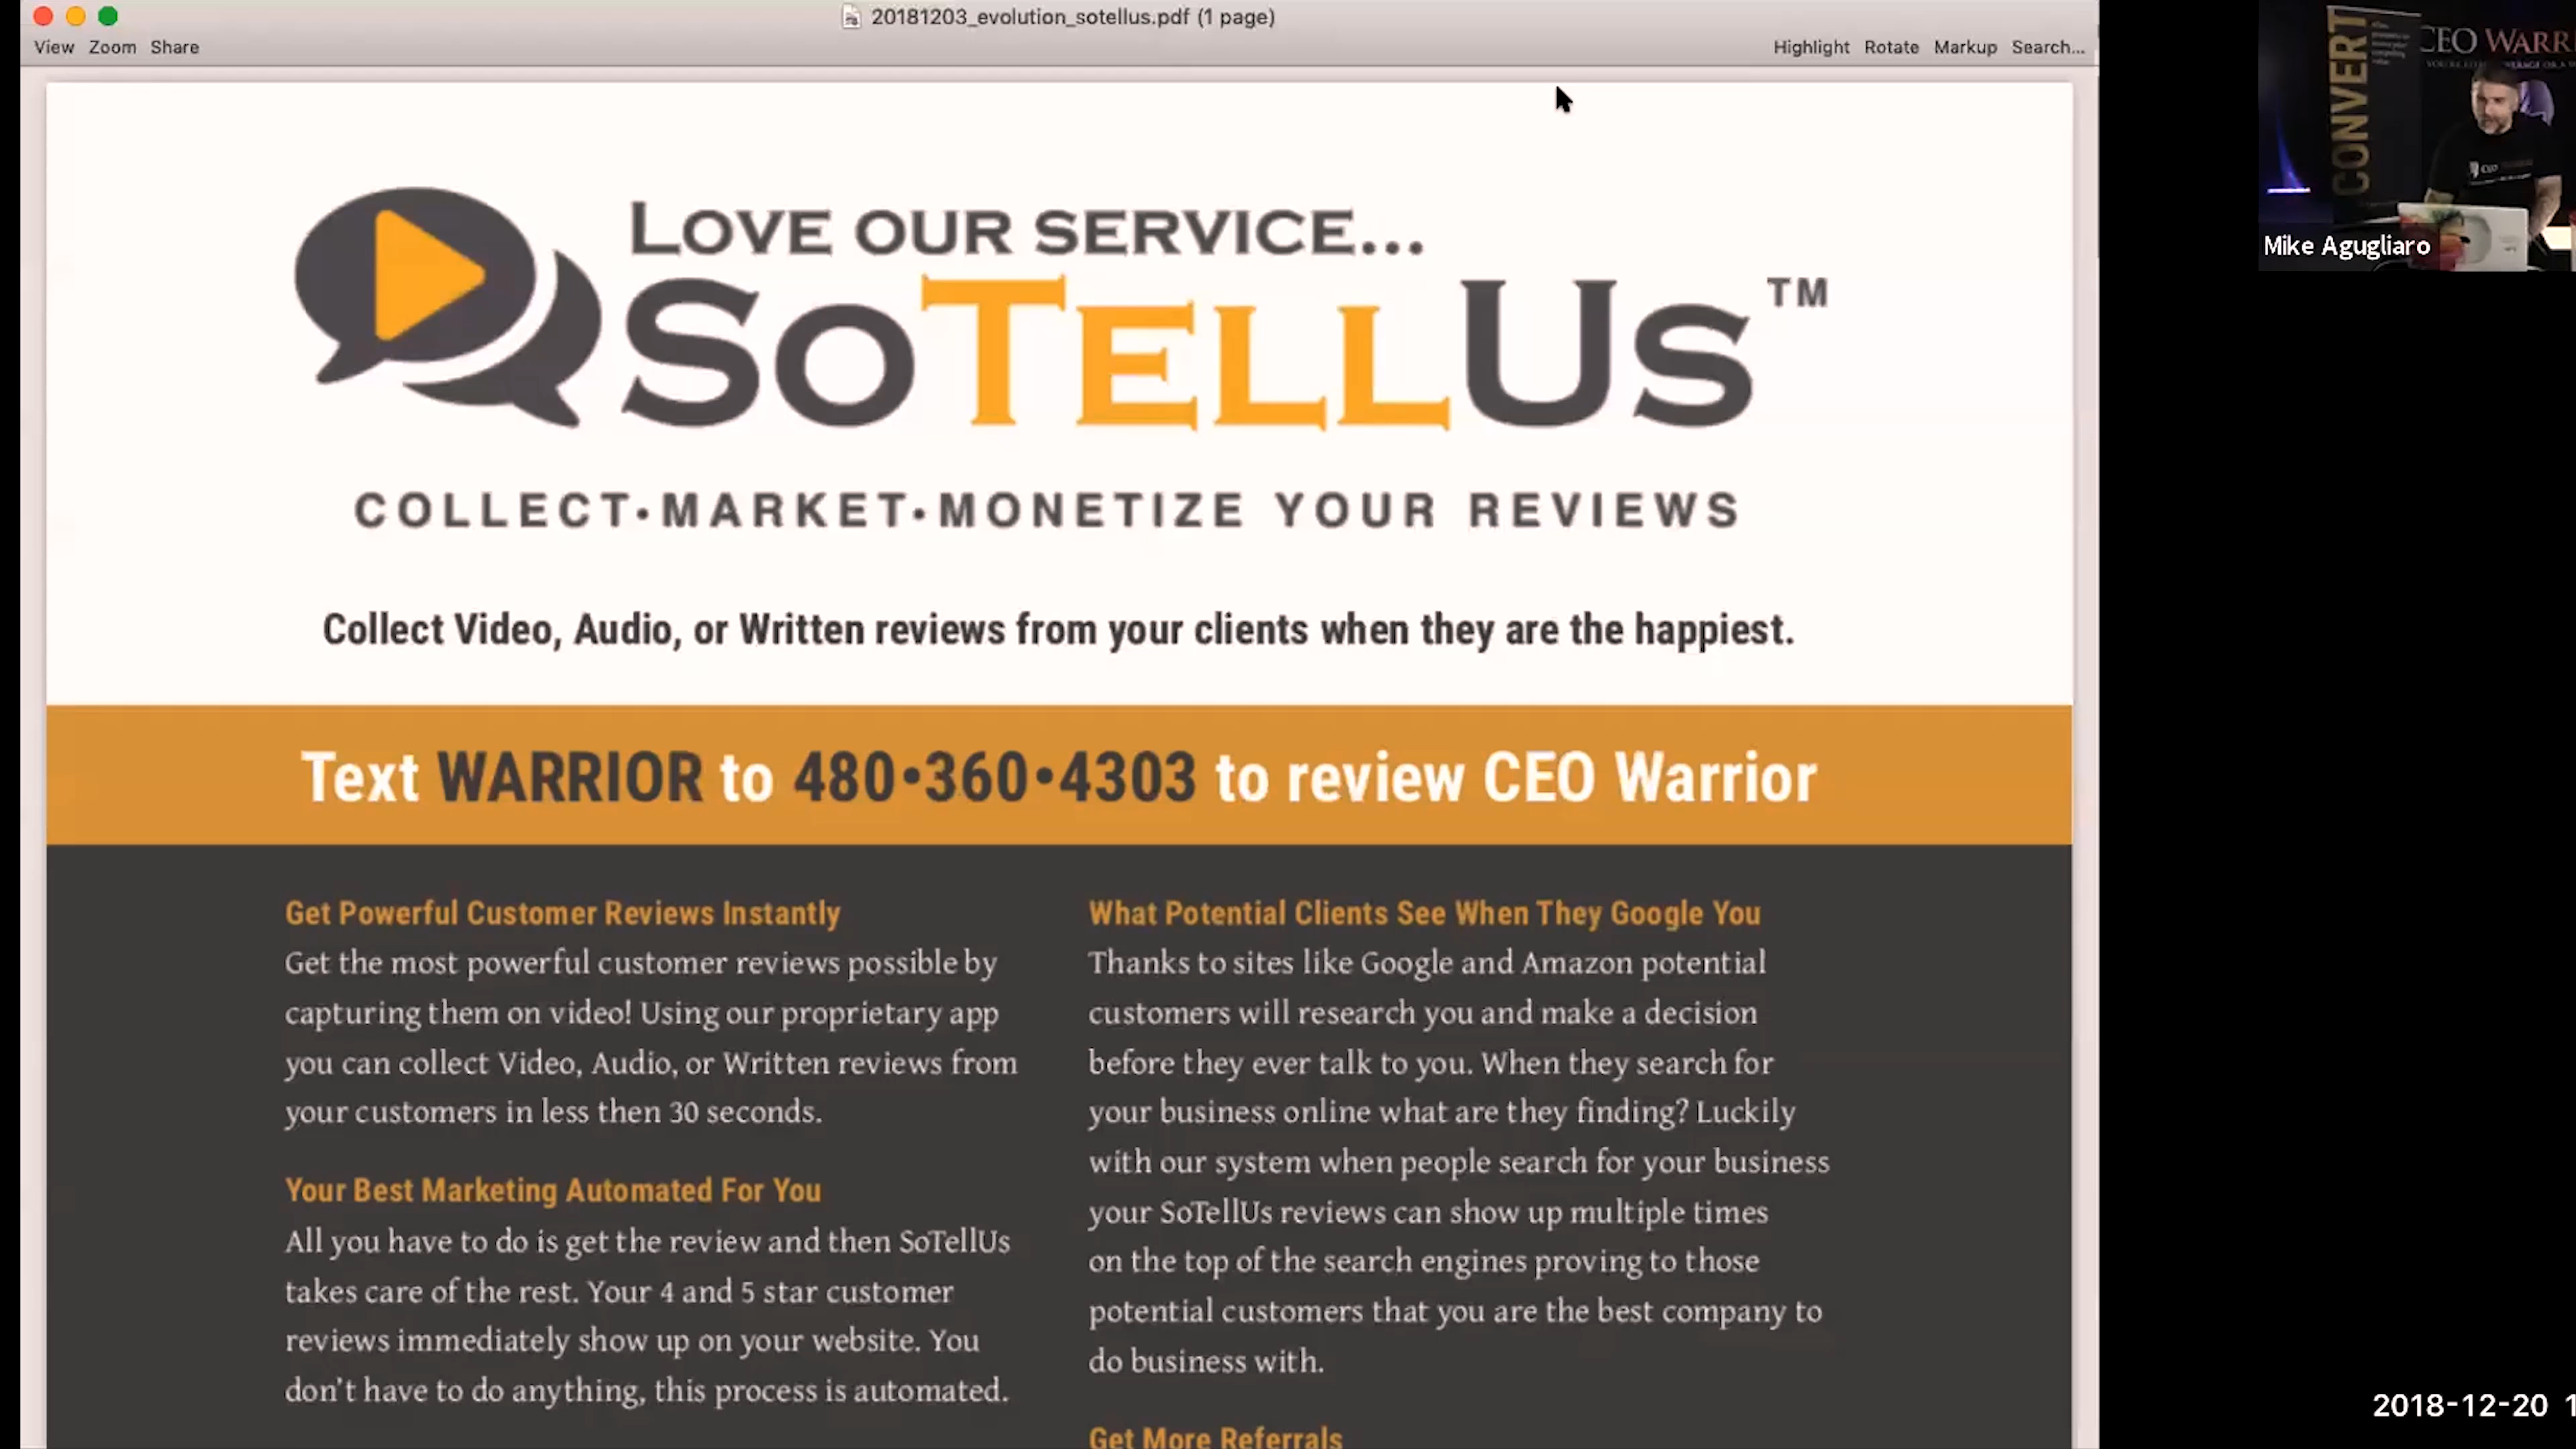 20181203_evolution_sotellus.pdf (1 page)
View Zoom Share
Highlight Rotate Markup Search...
LOVE OUR SERVICE...
SOTELLUS™
COLLECT•MARKET•MONETIZE YOUR REVIEWS
Collect Video, Audio, or Written reviews from your clients when they are the happiest.
Text WARRIOR to 480•360•4303 to review CEO Warrior
Get Powerful Customer Reviews Instantly
Get the most powerful customer reviews possible by
capturing them on video! Using our proprietary app
you can collect Video, Audio, or Written reviews from
your customers in less then 30 seconds.
Your Best Marketing Automated For You
All you have to do is get the review and then SoTellUs
takes care of the rest. Your 4 and 5 star customer
reviews immediately show up on your website. You
don't have to do anything, this process is automated.
What Potential Clients See When They Google You
Thanks to sites like Google and Amazon potential
customers will research you and make a decision
before they ever talk to you. When they search for
your business online what are they finding? Luckily
with our system when people search for your business
your SoTellUs reviews can show up multiple times
on the top of the search engines proving to those
potential customers that you are the best company to
do business with.
Get More Referrals
CONVERT
CEO WARRI
CEO
Mike Agugliaro
2018-12-20 1